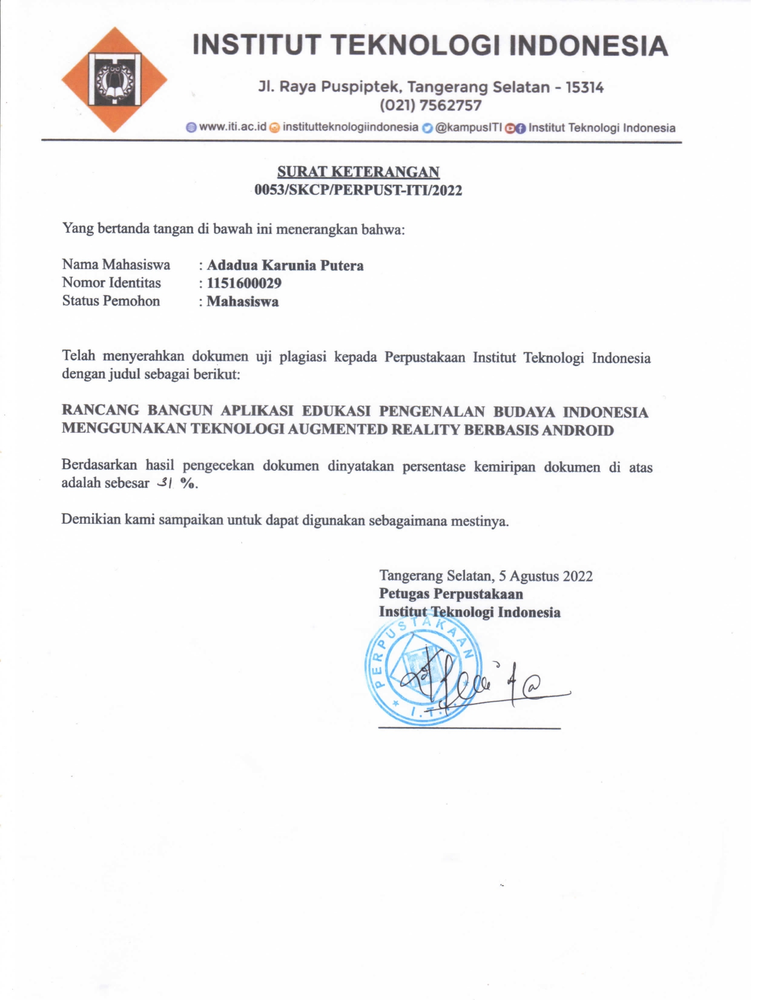 INSTITUT TEKNOLOGI INDONESIA
Jl. Raya Puspiptek, Tangerang Selatan - 15314
(021) 7562757
www.iti.ac.id institutteknologiindonesia @kampusITI Institut Teknologi Indonesia
SURAT KETERANGAN
0053/SKCP/PERPUST-ITI/2022
Yang bertanda tangan di bawah ini menerangkan bahwa:
Nama Mahasiswa : Adadua Karunia Putera
Nomor Identitas : 1151600029
Status Pemohon : Mahasiswa
Telah menyerahkan dokumen uji plagiasi kepada Perpustakaan Institut Teknologi Indonesia
dengan judul sebagai berikut:
RANCANG BANGUN APLIKASI EDUKASI PENGENALAN BUDAYA INDONESIA
MENGGUNAKAN TEKNOLOGI AUGMENTED REALITY BERBASIS ANDROID
Berdasarkan hasil pengecekan dokumen dinyatakan persentase kemiripan dokumen di atas
adalah sebesar 31 %.
Demikian kami sampaikan untuk dapat digunakan sebagaimana mestinya.
Tangerang Selatan, 5 Agustus 2022
Petugas Perpustakaan
Institut Teknologi Indonesia
PERPUSTAKAAN
I.T.I.